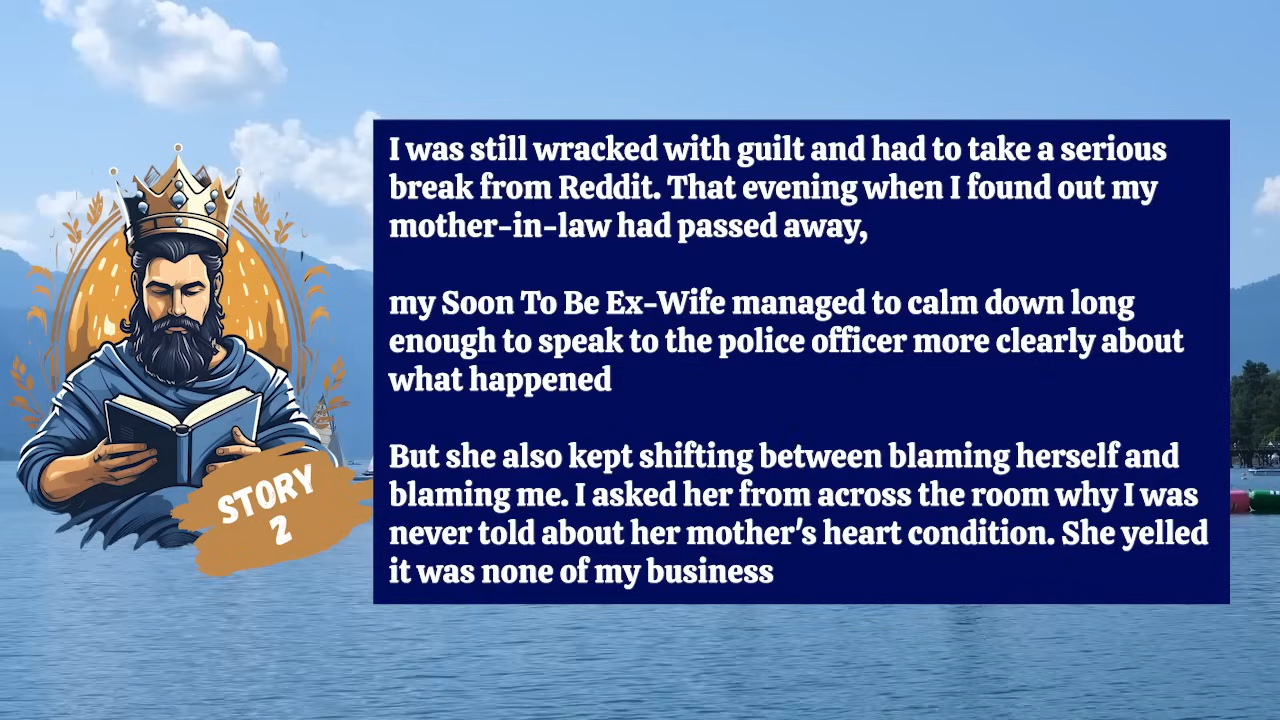 I was still wracked with guilt and had to take a serious
break from Reddit. That evening when I found out my
mother-in-law had passed away,
my Soon To Be Ex-Wife managed to calm down long
enough to speak to the police officer more clearly about
what happened
But she also kept shifting between blaming herself and
blaming me. I asked her from across the room why I was
never told about her mother's heart condition. She yelled
it was none of my business
STORY
2